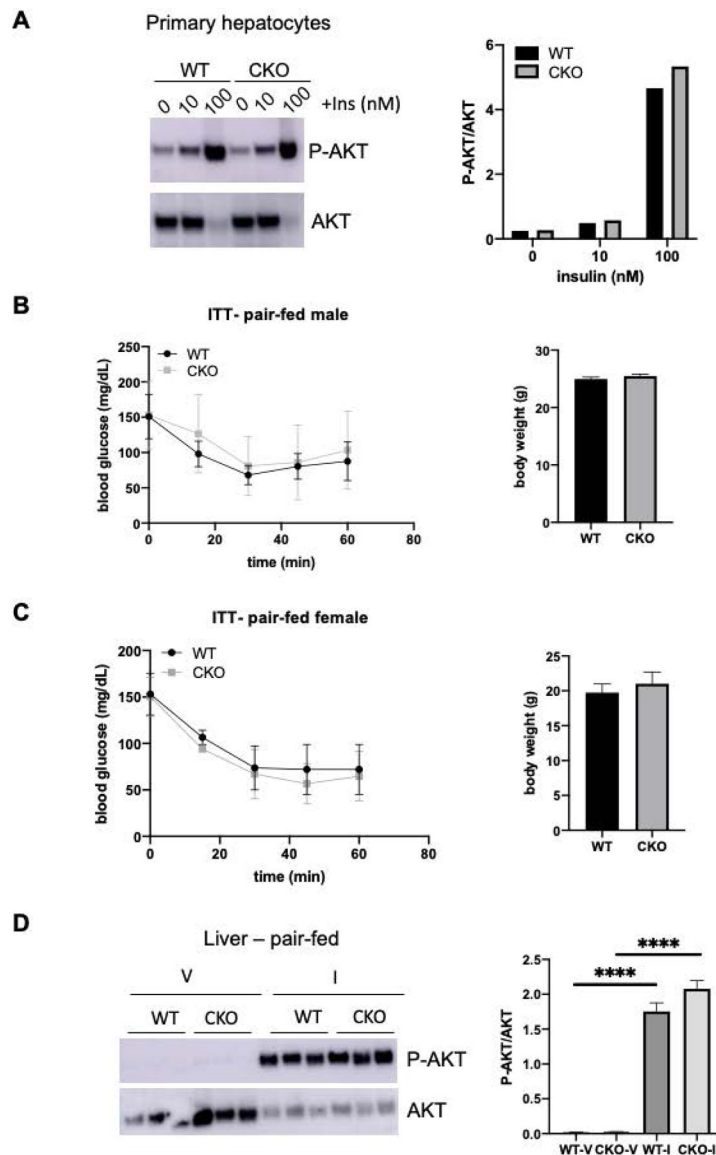 A
Primary hepatocytes
WT CKO
0 10 100 0 10 100 +Ins (nM)
P-AKT
AKT
WT
CKO
P-AKT/AKT
6
4
2
0
0 10 100
insulin (nM)
B
ITT- pair-fed male
WT
CKO
blood glucose (mg/dL)
250
200
150
100
50
0
0 20 40 60 80
time (min)
body weight (g)
30
20
10
0
WT CKO
C
ITT- pair-fed female
WT
CKO
blood glucose (mg/dL)
200
150
100
50
0
0 20 40 60 80
time (min)
body weight (g)
25
20
15
10
5
0
WT CKO
D
Liver – pair-fed
V I
WT CKO WT CKO
P-AKT
AKT
****
****
P-AKT/AKT
2.5
2.0
1.5
1.0
0.5
0.0
WT-V CKO-V WT-I CKO-I